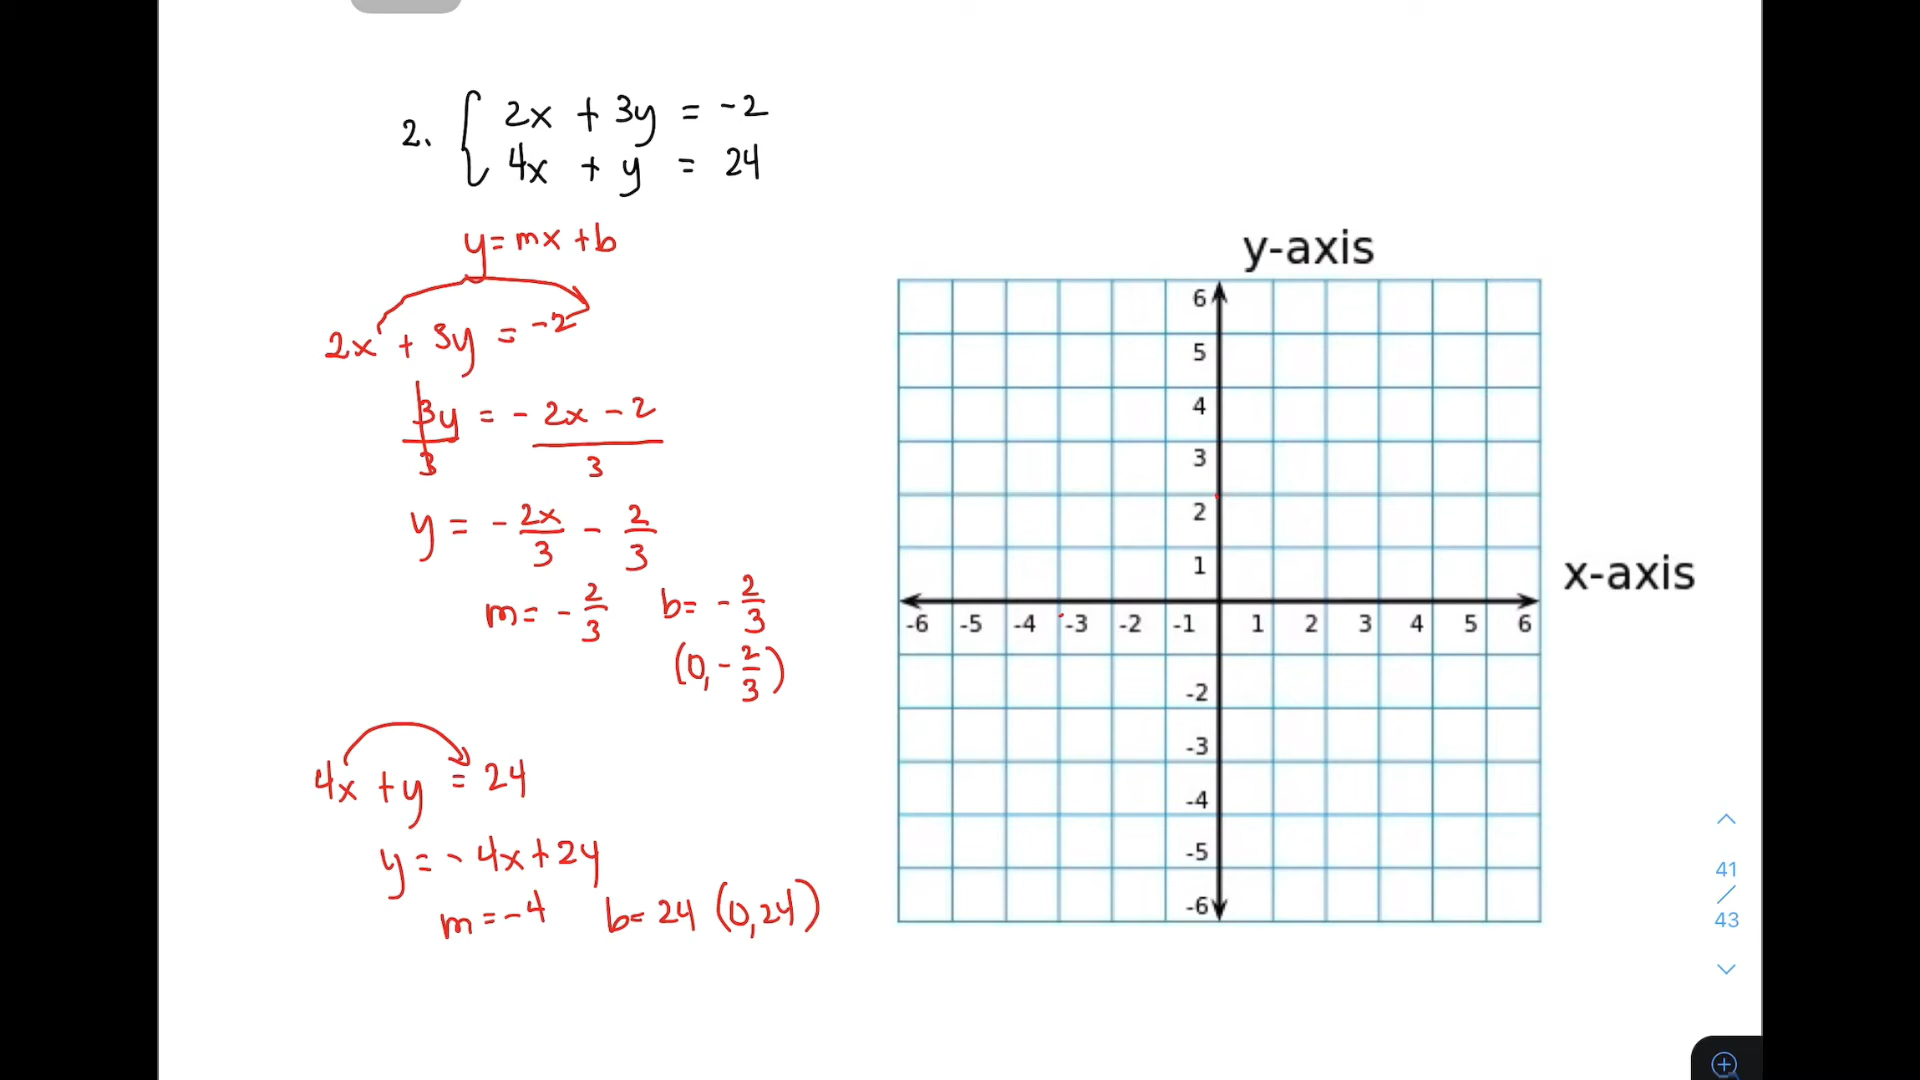 2. { 2x + 3y = -2
4x + y = 24
y = mx + b
2x + 3y = -2
3y = - 2x - 2
3 3
y = - 2x/3 - 2/3
m = - 2/3 b = - 2/3
(0, - 2/3)
4x + y = 24
y = - 4x + 24
m = -4 b = 24 (0, 24)
y-axis
6
5
4
3
2
1
x-axis
-6 -5 -4 -3 -2 -1 1 2 3 4 5 6
-2
-3
-4
-5
-6
41
/
43